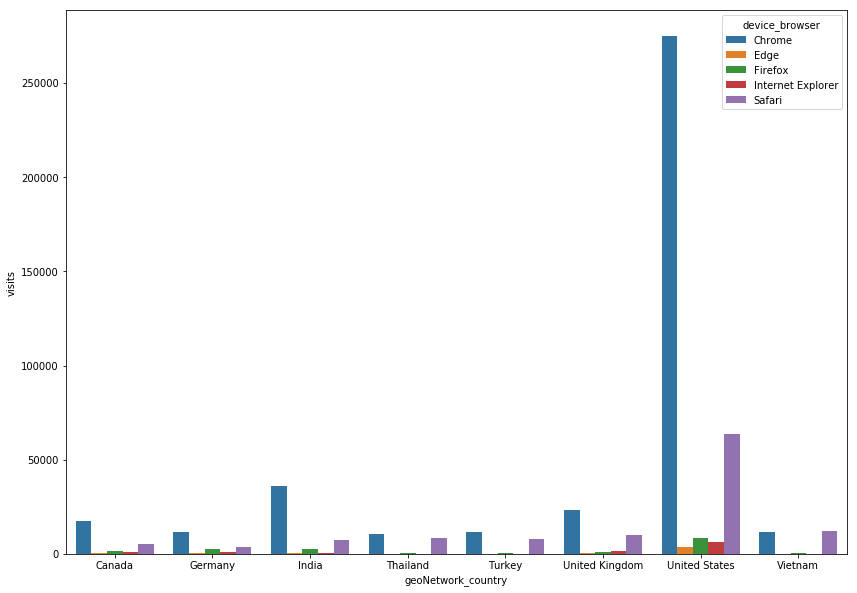 device_browser
Chrome
Edge
Firefox
Internet Explorer
Safari
250000
200000
150000
100000
50000
0
visits
Canada
Germany
India
Thailand
Turkey
United Kingdom
United States
Vietnam
geoNetwork_country